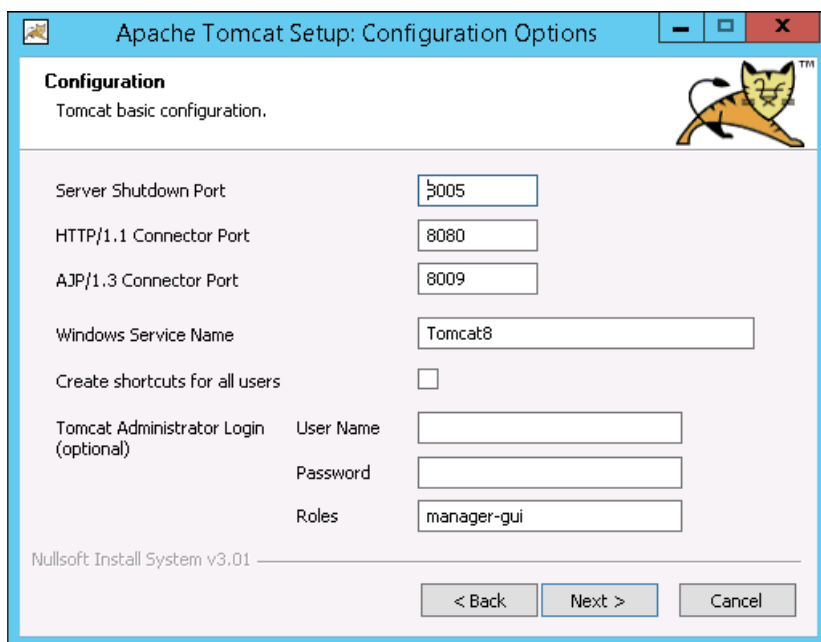 Apache Tomcat Setup: Configuration Options
Configuration
Tomcat basic configuration.
TM
Server Shutdown Port 8005
HTTP/1.1 Connector Port 8080
AJP/1.3 Connector Port 8009
Windows Service Name Tomcat8
Create shortcuts for all users
Tomcat Administrator Login User Name
(optional)
Password
Roles manager-gui
Nullsoft Install System v3.01
< Back Next > Cancel